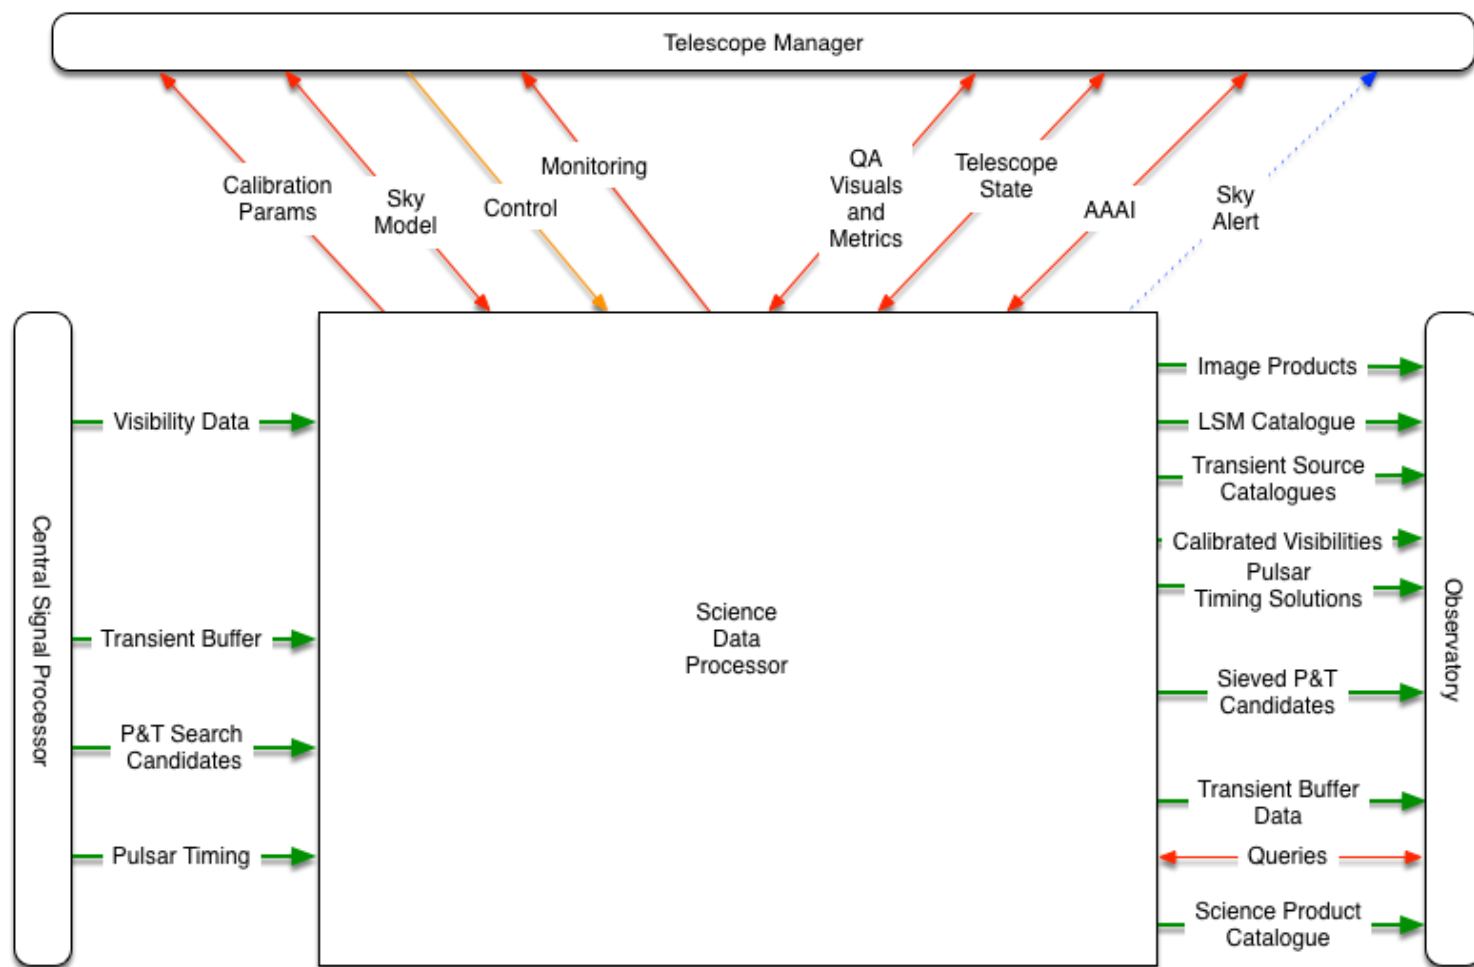 Telescope Manager
Calibration
Params
Sky
Model
Control
Monitoring
QA
Visuals
and
Metrics
Telescope
State
AAAI
Sky
Alert
Central Signal Processor
Visibility Data
Transient Buffer
P&T Search
Candidates
Pulsar Timing
Science
Data
Processor
Image Products
LSM Catalogue
Transient Source
Catalogues
Calibrated Visibilities
Pulsar
Timing Solutions
Sieved P&T
Candidates
Transient Buffer
Data
Queries
Science Product
Catalogue
Observatory